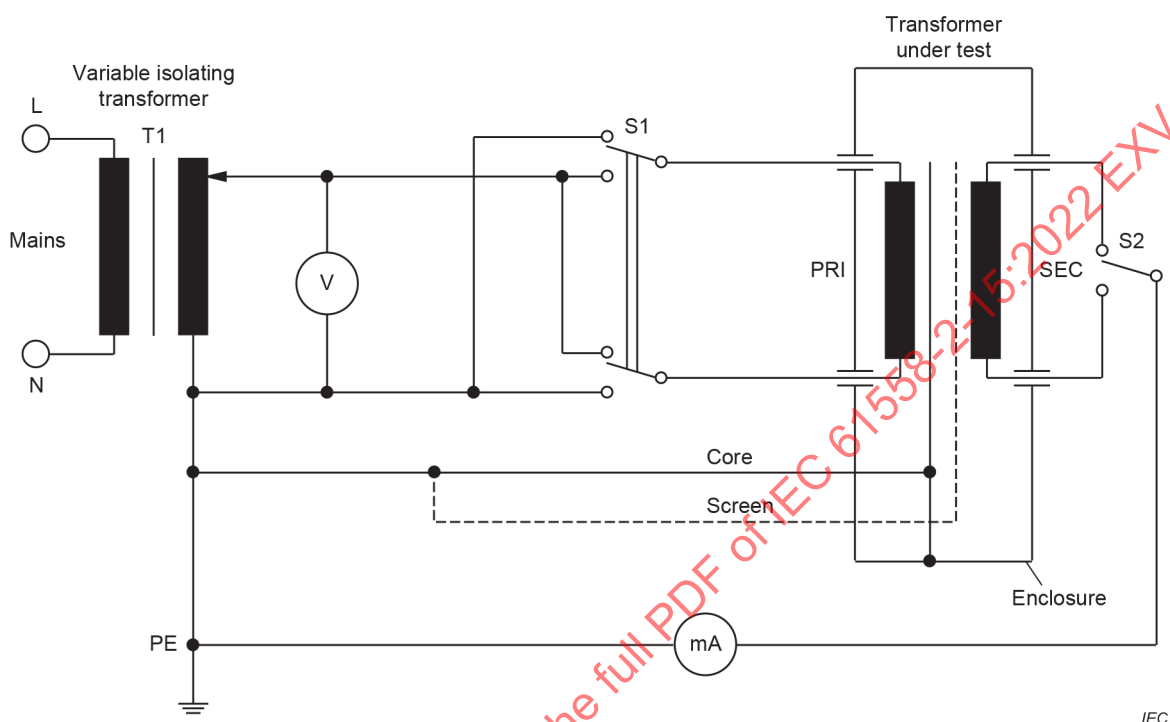 Transformer
under test
Variable isolating
transformer
L
T1
S1
Mains
V
PRI
SEC
S2
N
Core
Screen
Enclosure
PE
mA
he full PDF of IEC 61558-2-15:2022 EXV
IEC